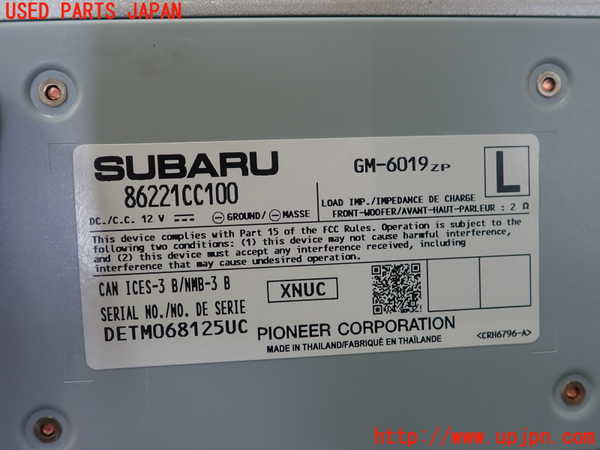 USED PARTS JAPAN
SUBARU
86221CC100
GM-6019ZP
L
DC./C.C. 12 V
GROUND/ MASSE
LOAD IMP./IMPEDANCE DE CHARGE
FRONT-WOOFER/AVANT-HAUT-PARLEUR : 2 Ω
This device complies with Part 15 of the FCC Rules. Operation is subject to the
following two conditions: (1) this device may not cause harmful interference,
and (2) this device must accept any interference received, including
interference that may cause undesired operation.
CAN ICES-3 B/NMB-3 B
XNUC
SERIAL NO./NO. DE SERIE
DETM068125UC
PIONEER CORPORATION
MADE IN THAILAND/FABRIQUÉ EN THAILANDE
<CRH6796-A>
http://www.upjpn.com/